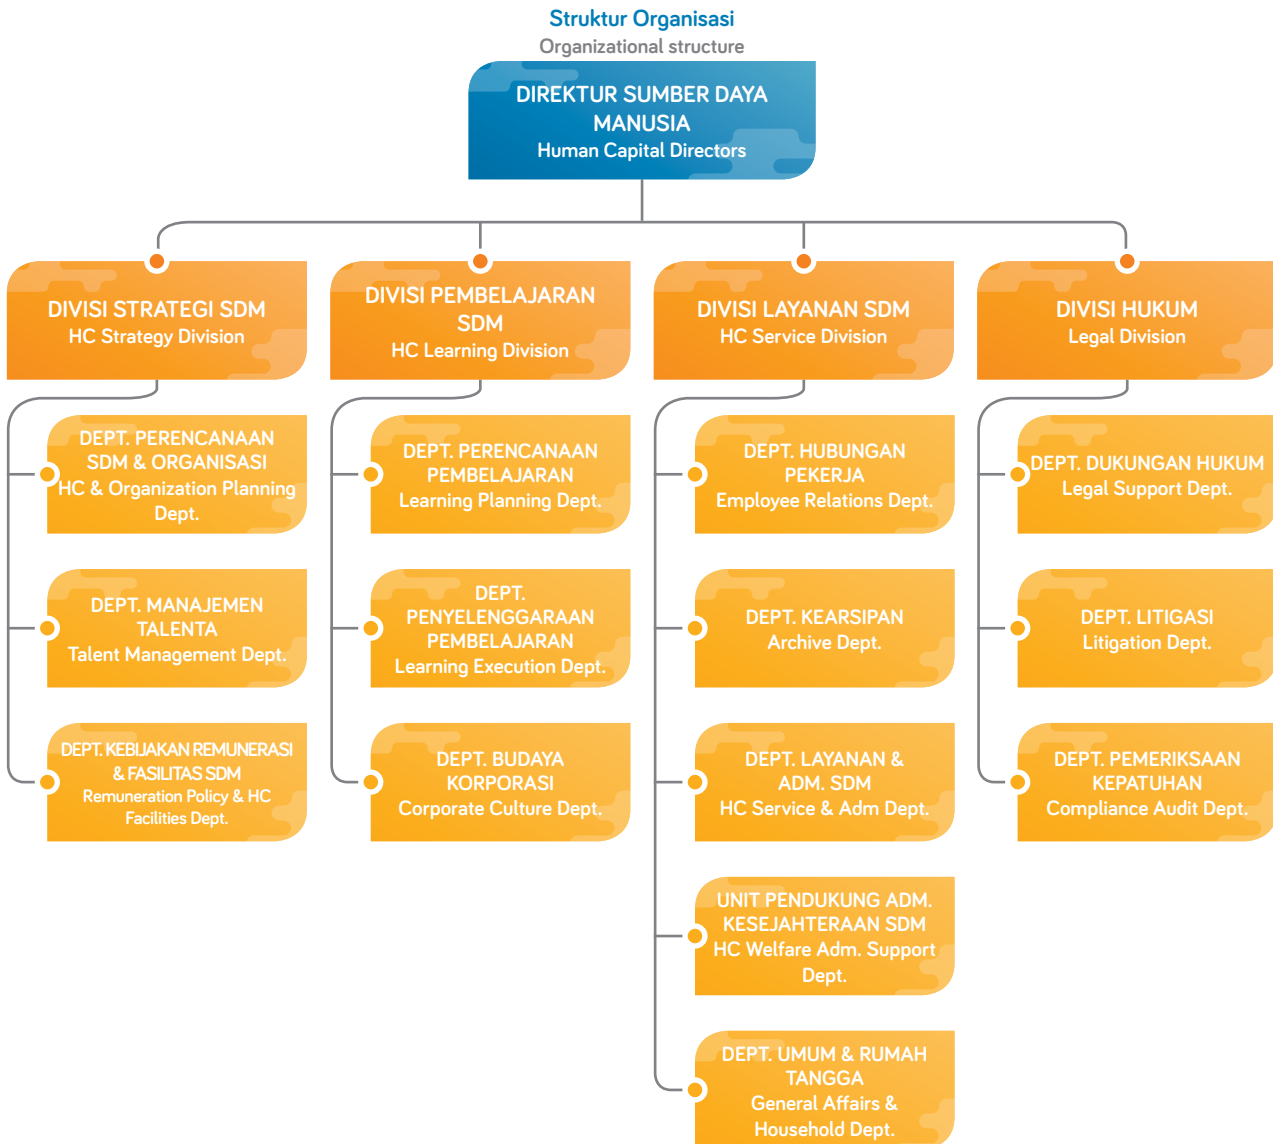 Struktur Organisasi
Organizational structure
DIREKTUR SUMBER DAYA
MANUSIA
Human Capital Directors
DIVISI STRATEGI SDM
HC Strategy Division
DEPT. PERENCANAAN
SDM & ORGANISASI
HC & Organization Planning
Dept.
DEPT. MANAJEMEN
TALENTA
Talent Management Dept.
DEPT. KEBIJAKAN REMUNERASI
& FASILITAS SDM
Remuneration Policy & HC
Facilities Dept.
DIVISI PEMBELAJARAN
SDM
HC Learning Division
DEPT. PERENCANAAN
PEMBELAJARAN
Learning Planning Dept.
DEPT.
PENYELENGGARAAN
PEMBELAJARAN
Learning Execution Dept.
DEPT. BUDAYA
KORPORASI
Corporate Culture Dept.
DIVISI LAYANAN SDM
HC Service Division
DEPT. HUBUNGAN
PEKERJA
Employee Relations Dept.
DEPT. KEARSIPAN
Archive Dept.
DEPT. LAYANAN &
ADM. SDM
HC Service & Adm Dept.
UNIT PENDUKUNG ADM.
KESEJAHTERAAN SDM
HC Welfare Adm. Support
Dept.
DEPT. UMUM & RUMAH
TANGGA
General Affairs &
Household Dept.
DIVISI HUKUM
Legal Division
DEPT. DUKUNGAN HUKUM
Legal Support Dept.
DEPT. LITIGASI
Litigation Dept.
DEPT. PEMERIKSAAN
KEPATUHAN
Compliance Audit Dept.